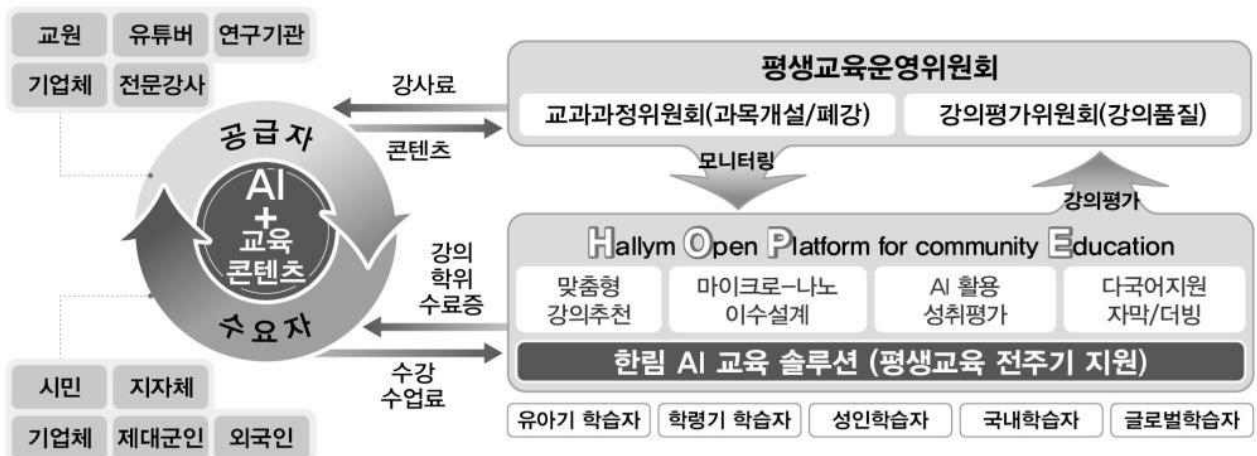 교원 유튜버 연구기관
기업체 전문강사
공급자
AI
+
교육
콘텐츠
수요자
시민 지자체
기업체 제대군인 외국인
강사료
콘텐츠
강의
학위
수료증
수강
수업료
평생교육운영위원회
교과과정위원회(과목개설/폐강) 강의평가위원회(강의품질)
모니터링
강의평가
Hallym Open Platform for community Education
맞춤형
강의추천
마이크로-나노
이수설계
AI 활용
성취평가
다국어지원
자막/더빙
한림 AI 교육 솔루션 (평생교육 전주기 지원)
유아기 학습자 학령기 학습자 성인학습자 국내학습자 글로벌학습자